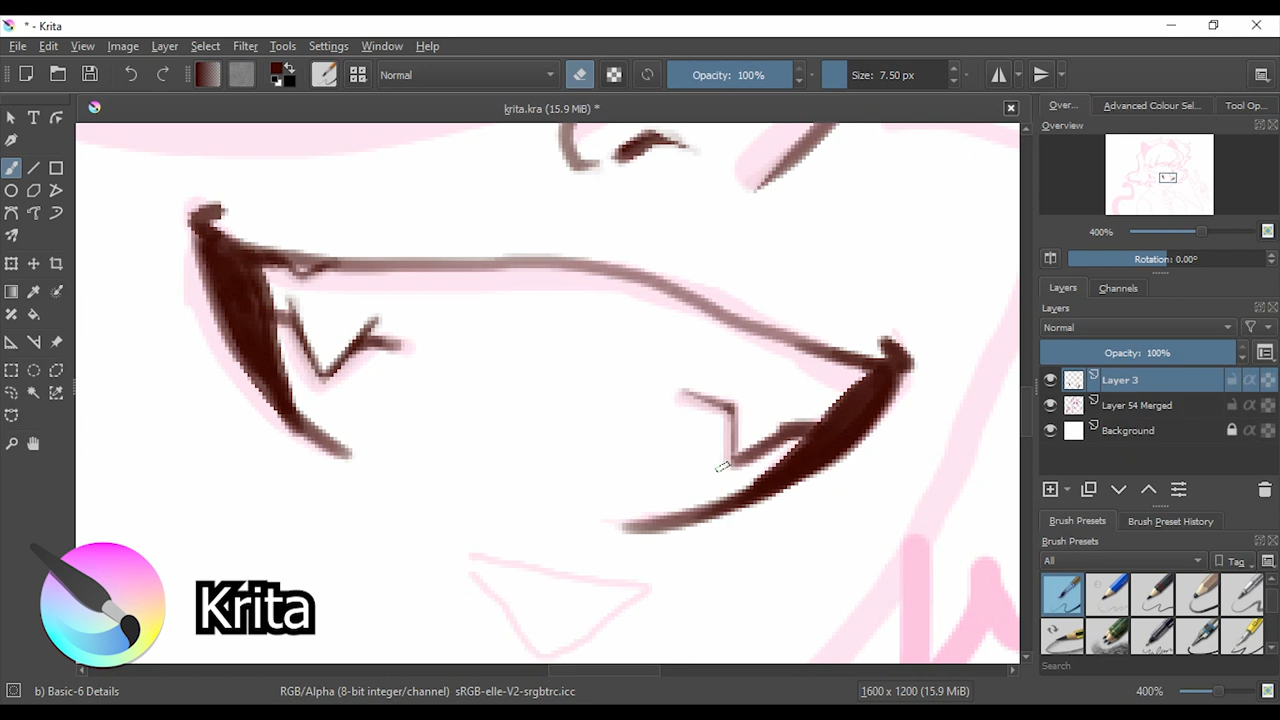 * - Krita
File Edit View Image Layer Select Filter Tools Settings Window Help
Normal Opacity: 100% Size: 7.50 px
krita.kra (15.9 MiB) *
Over... Advanced Colour Sel... Tool Op...
Overview
400%
Rotation: 0.00°
Layers Channels
Layers
Normal
Opacity: 100%
Layer 3
Layer 54 Merged
Background
Brush Presets Brush Preset History
Brush Presets
All Tag
Search
Krita
b) Basic-6 Details RGB/Alpha (8-bit integer/channel) sRGB-elle-V2-srgbtrc.icc 1600 x 1200 (15.9 MiB) 400%